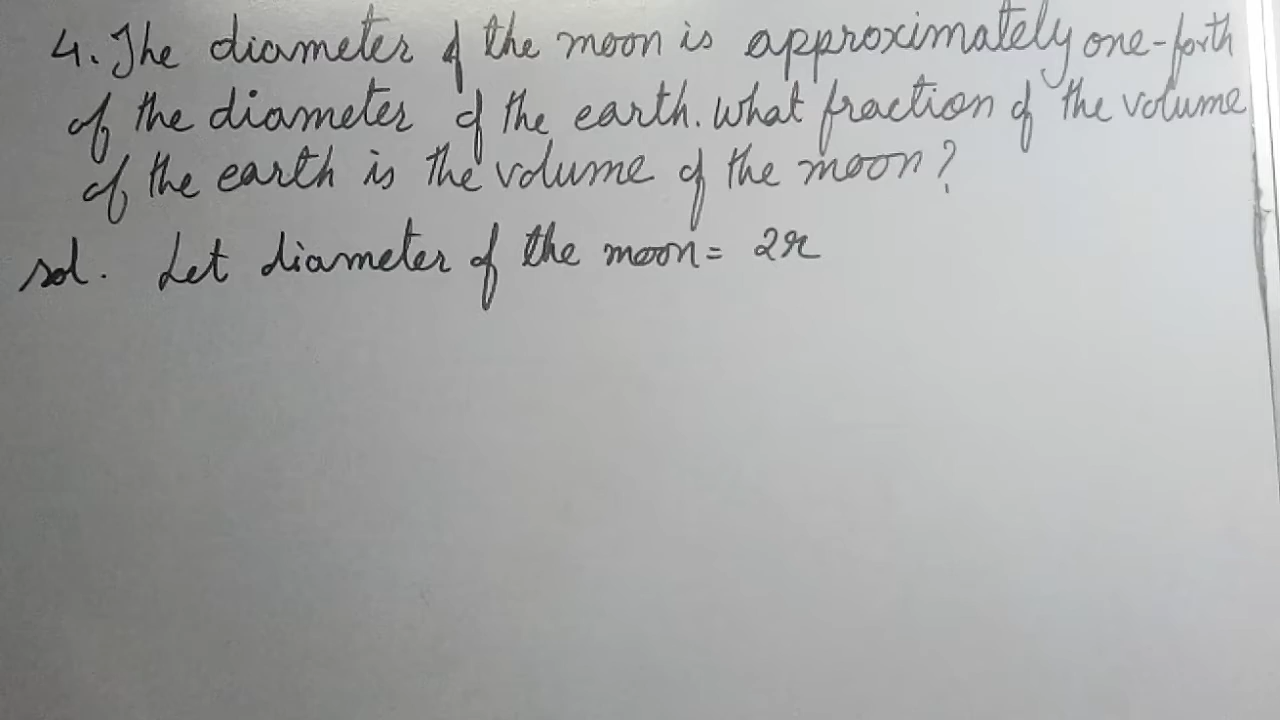 4. The diameter of the moon is approximately one-forth
of the diameter of the earth. What fraction of the volume
of the earth is the volume of the moon?
sol. Let diameter of the moon = 2r